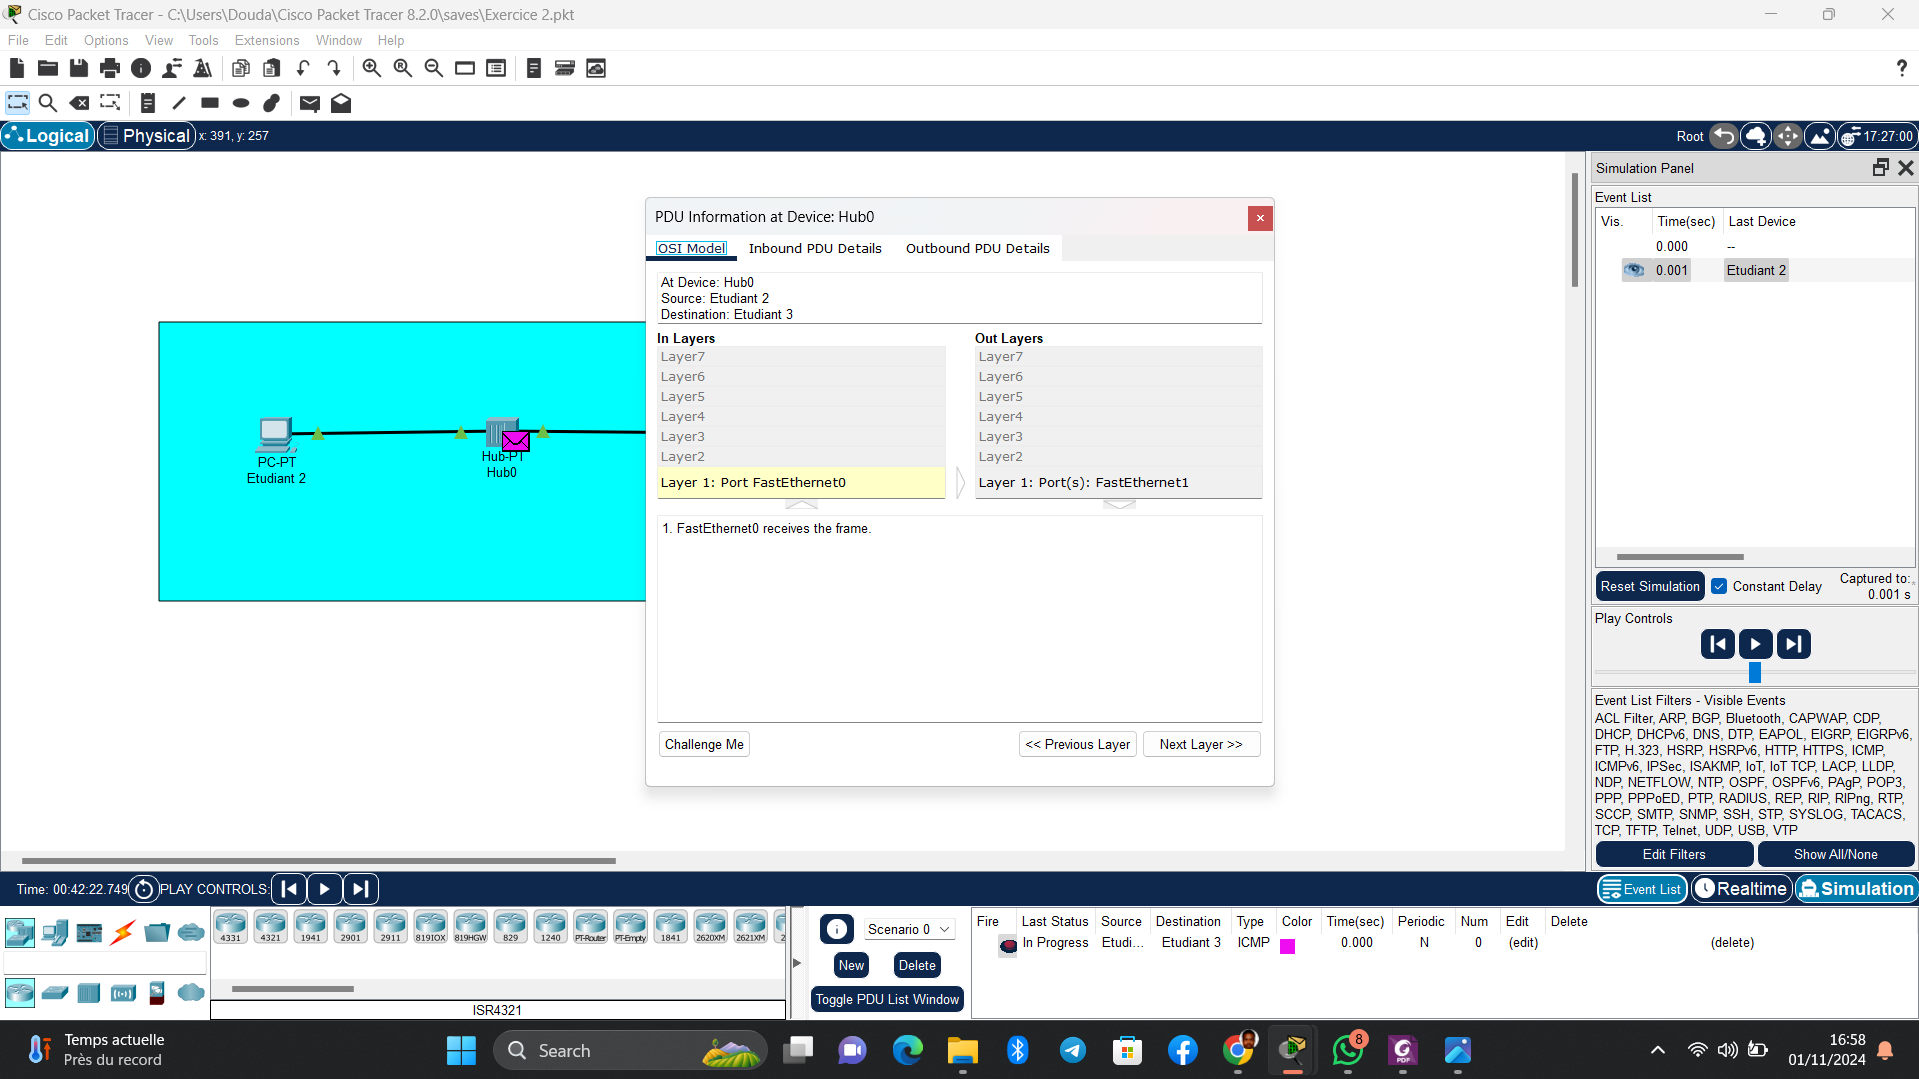 Cisco Packet Tracer - C:\Users\Douda\Cisco Packet Tracer 8.2.0\saves\Exercice 2.pkt
File Edit Options View Tools Extensions Window Help
?
Logical Physical x: 391, y: 257
Root 17:27:00
Simulation Panel
Event List
Vis. Time(sec) Last Device
0.000 --
0.001 Etudiant 2
PDU Information at Device: Hub0
OSI Model Inbound PDU Details Outbound PDU Details
At Device: Hub0
Source: Etudiant 2
Destination: Etudiant 3
In Layers Out Layers
Layer7 Layer7
Layer6 Layer6
Layer5 Layer5
Layer4 Layer4
Layer3 Layer3
Layer2 Layer2
Layer 1: Port FastEthernet0 Layer 1: Port(s): FastEthernet1
1. FastEthernet0 receives the frame.
Challenge Me << Previous Layer Next Layer >>
PC-PT
Etudiant 2
Hub-PT
Hub0
Reset Simulation Constant Delay Captured to:
0.001 s
Play Controls
Event List Filters - Visible Events
ACL Filter, ARP, BGP, Bluetooth, CAPWAP, CDP,
DHCP, DHCPv6, DNS, DTP, EAPOL, EIGRP, EIGRPv6,
FTP, H.323, HSRP, HSRPv6, HTTP, HTTPS, ICMP,
ICMPv6, IPSec, ISAKMP, IoT, IoT TCP, LACP, LLDP,
NDP, NETFLOW, NTP, OSPF, OSPFv6, PAgP, POP3,
PPP, PPPoED, PTP, RADIUS, REP, RIP, RIPng, RTP,
SCCP, SMTP, SNMP, SSH, STP, SYSLOG, TACACS,
TCP, TFTP, Telnet, UDP, USB, VTP
Edit Filters Show All/None
Time: 00:42:22.749 PLAY CONTROLS:
Event List Realtime Simulation
4331 4321 1941 2901 2911 819IOX 819HGW 829 1240 PT-Router PT-Empty 1841 2620XM 2621XM 2
ISR4321
Scenario 0
New Delete
Toggle PDU List Window
Fire Last Status Source Destination Type Color Time(sec) Periodic Num Edit Delete
In Progress Etudi... Etudiant 3 ICMP 0.000 N 0 (edit) (delete)
Temps actuelle
Près du record
Search
PDF
8
16:58
01/11/2024